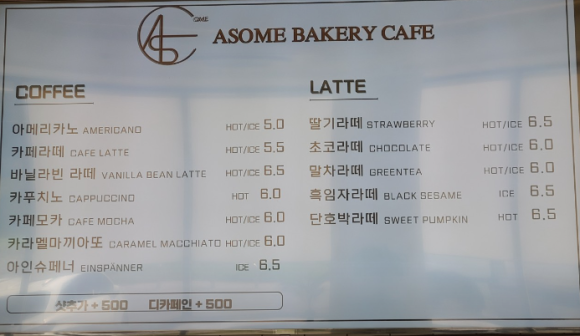 ASOME
ASOME BAKERY CAFE
COFFEE
아메리카노 AMERICANO HOT/ICE 5.0
카페라떼 CAFE LATTE HOT/ICE 5.5
바닐라빈 라떼 VANILLA BEAN LATTE HOT/ICE 6.5
카푸치노 CAPPUCCINO HOT 6.0
카페모카 CAFE MOCHA HOT/ICE 6.0
카라멜마끼아또 CARAMEL MACCHIATO HOT/ICE 6.0
아인슈페너 EINSPÄNNER ICE 6.5
샷추가 + 500 디카페인 + 500
LATTE
딸기라떼 STRAWBERRY HOT/ICE 6.5
초코라떼 CHOCOLATE HOT/ICE 6.0
말차라떼 GREENTEA HOT/ICE 6.0
흑임자라떼 BLACK SESAME ICE 6.5
단호박라떼 SWEET PUMPKIN HOT 6.5